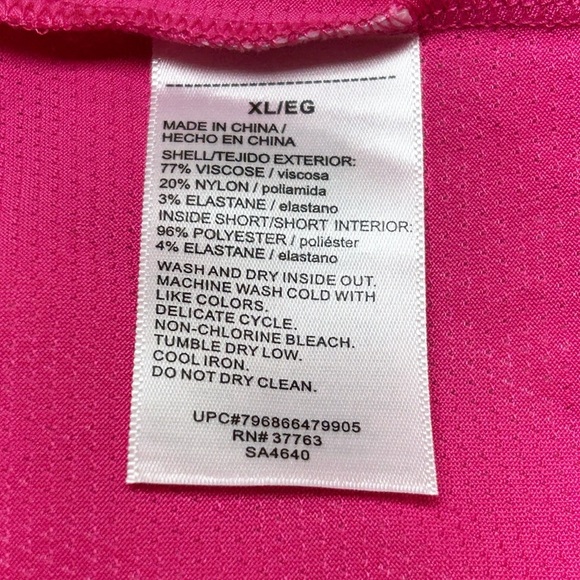 XL/EG
MADE IN CHINA /
HECHO EN CHINA
SHELL/TEJIDO EXTERIOR:
77% VISCOSE / viscosa
20% NYLON / poliamida
3% ELASTANE / elastano
INSIDE SHORT/SHORT INTERIOR:
96% POLYESTER / poliéster
4% ELASTANE / elastano
WASH AND DRY INSIDE OUT.
MACHINE WASH COLD WITH
LIKE COLORS.
DELICATE CYCLE.
NON-CHLORINE BLEACH.
TUMBLE DRY LOW.
COOL IRON.
DO NOT DRY CLEAN.
UPC#796866479905
RN# 37763
SA4640